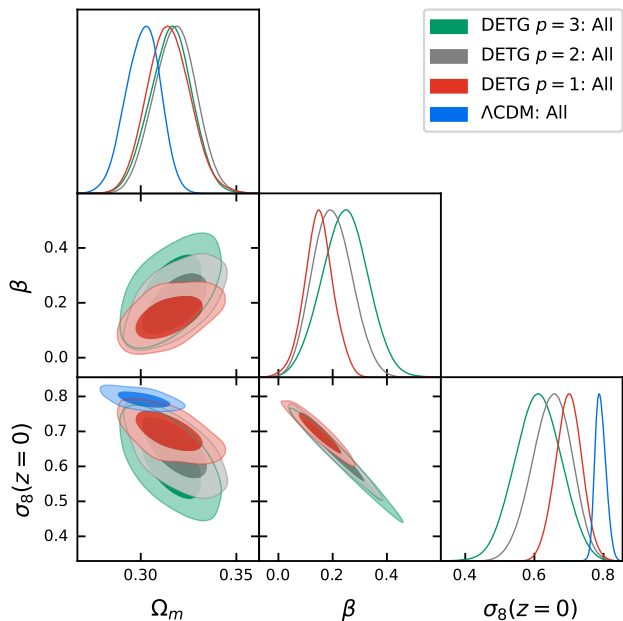 DETG p = 3: All
DETG p = 2: All
DETG p = 1: All
ΛCDM: All
β
0.4
0.2
0.0
σ₈(z = 0)
0.8
0.7
0.6
0.5
0.4
0.30 0.35
0.0 0.2 0.4
0.4 0.6 0.8
Ωₘ β σ₈(z = 0)